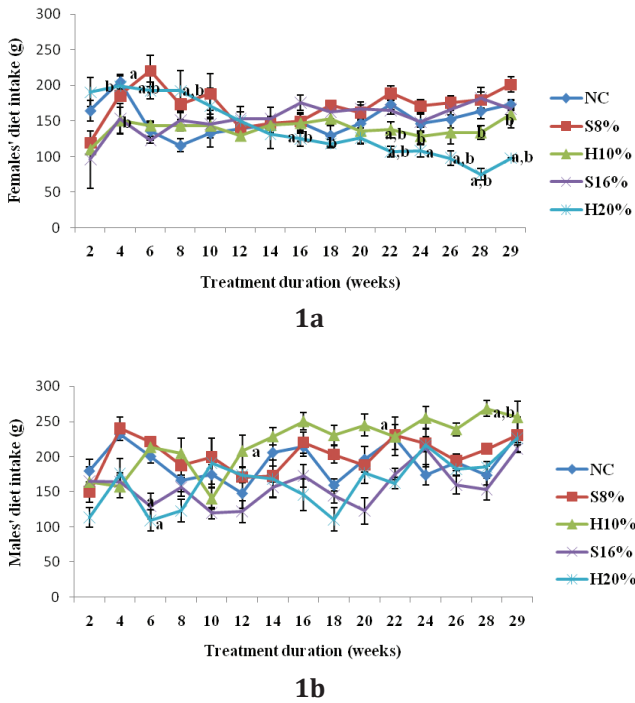 300
250
200
150
100
50
0
Females' diet intake (g)
b
b
a
a,b
a,b
a,b
b
a,b
a,b
b
a
a,b
b
a,b
b
a,b
NC
S8%
H10%
S16%
H20%
2 4 6 8 10 12 14 16 18 20 22 24 26 28 29
Treatment duration (weeks)
1a
300
250
200
150
100
50
0
Males' diet intake (g)
a
a
a
a,b
NC
S8%
H10%
S16%
H20%
2 4 6 8 10 12 14 16 18 20 22 24 26 28 29
Treatment duration (weeks)
1b